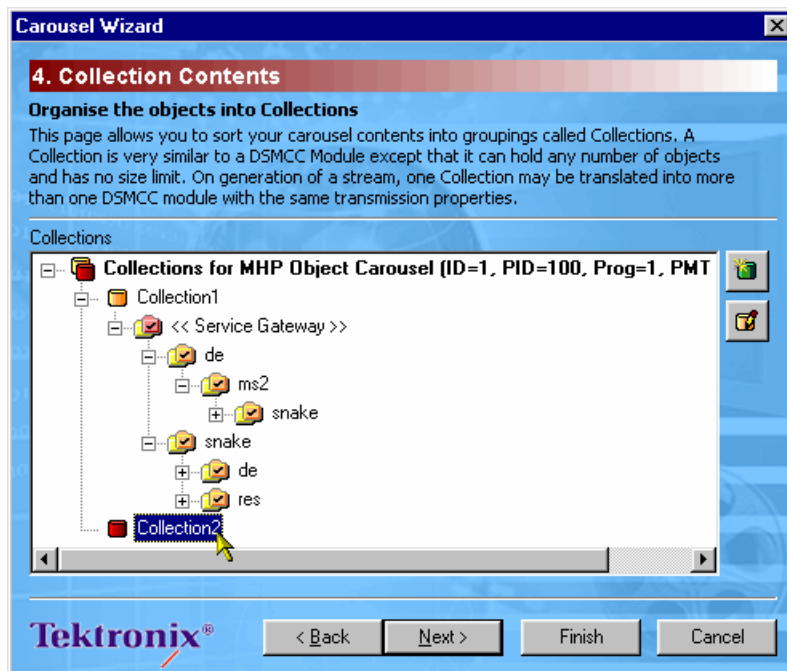 Carousel Wizard
4. Collection Contents
Organise the objects into Collections
This page allows you to sort your carousel contents into groupings called Collections. A
Collection is very similar to a DSMCC Module except that it can hold any number of objects
and has no size limit. On generation of a stream, one Collection may be translated into more
than one DSMCC module with the same transmission properties.
Collections
Collections for MHP Object Carousel (ID=1, PID=100, Prog=1, PMT
Collection1
<< Service Gateway >>
de
ms2
snake
snake
de
res
Collection2
Tektronix®
< Back
Next >
Finish
Cancel